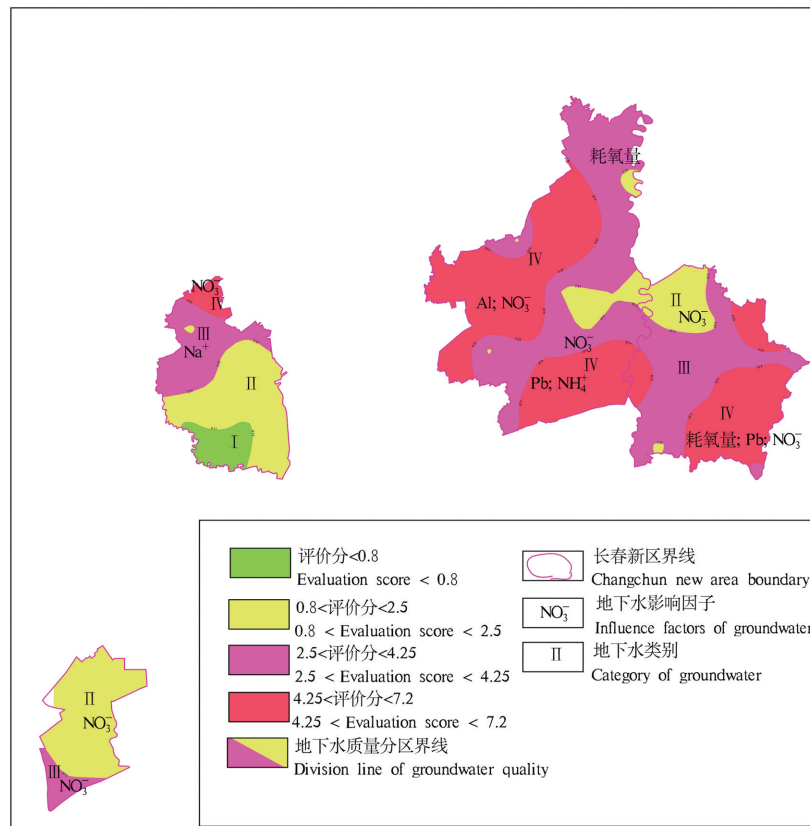 耗氧量
IV
Al; NO₃⁻
II
NO₃⁻
NO₃⁻
IV
Pb; NH₄⁺
III
IV
耗氧量; Pb; NO₃⁻
NO₃⁻
IV
III
Na⁺
II
I
II
NO₃⁻
III
NO₃⁻
评价分<0.8
Evaluation score < 0.8
0.8<评价分<2.5
0.8 < Evaluation score < 2.5
2.5<评价分<4.25
2.5 < Evaluation score < 4.25
4.25<评价分<7.2
4.25 < Evaluation score < 7.2
地下水质量分区界线
Division line of groundwater quality
长春新区界线
Changchun new area boundary
NO₃⁻
地下水影响因子
Influence factors of groundwater
II
地下水类别
Category of groundwater